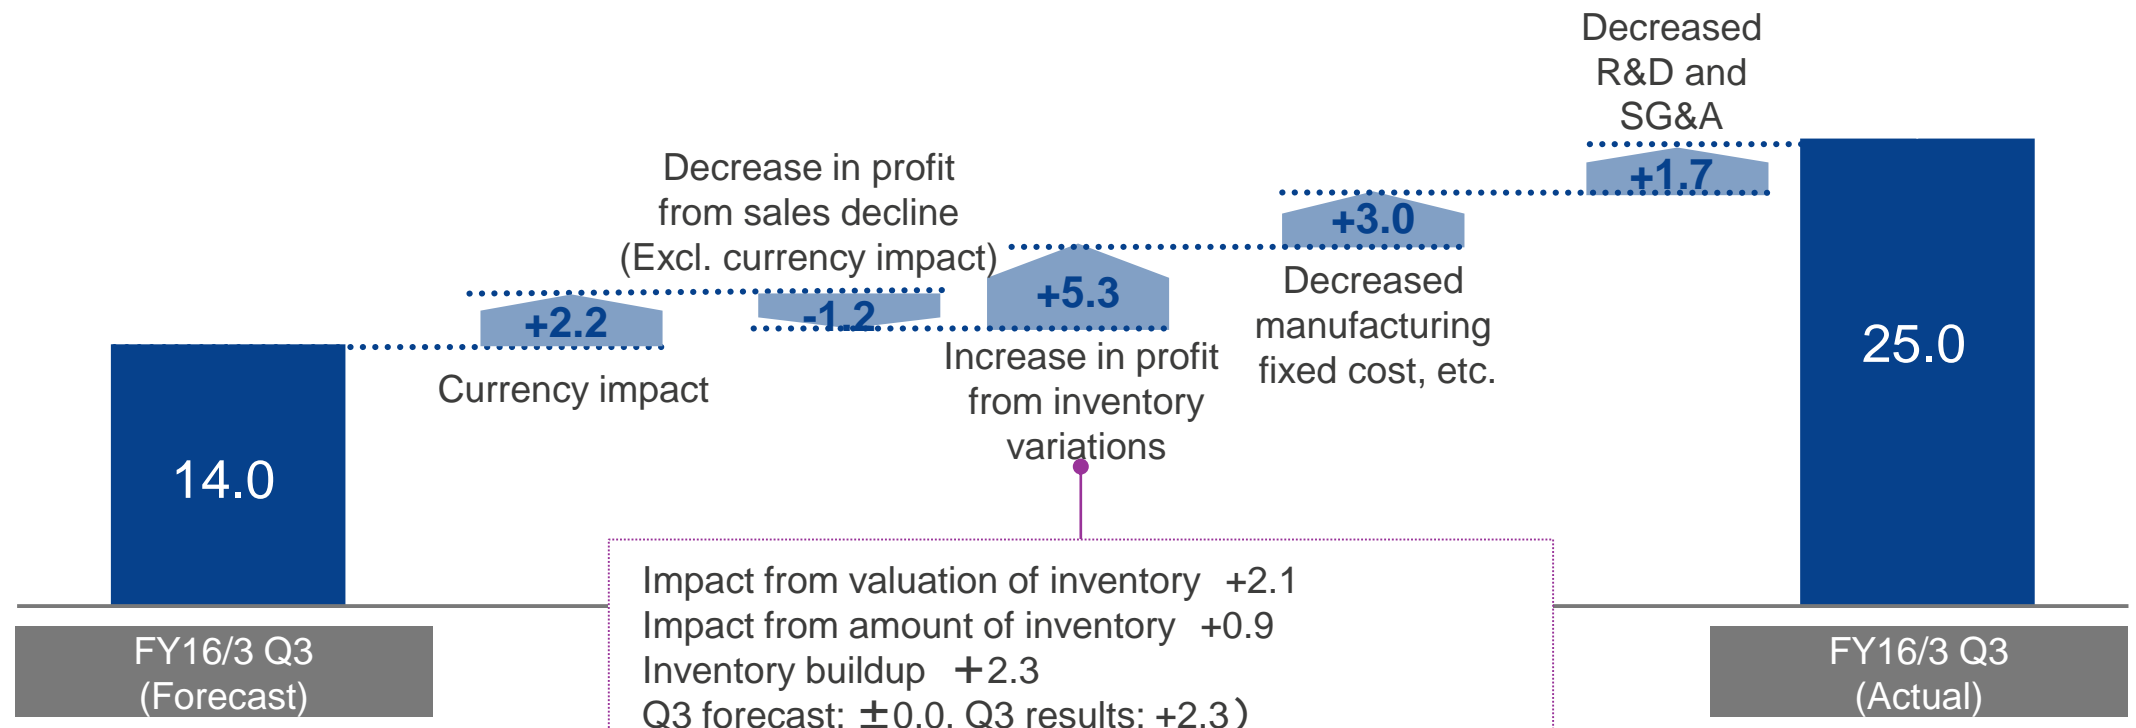 Decreased
R&D and
SG&A
+1.7
Decrease in profit
from sales decline
(Excl. currency impact)
+3.0
+2.2
-1.2
+5.3
25.0
Decreased
manufacturing
fixed cost, etc.
Currency impact
Increase in profit
from inventory
variations
14.0
Impact from valuation of inventory +2.1
Impact from amount of inventory +0.9
Inventory buildup ＋2.3
Q3 forecast: ±0.0, Q3 results: +2.3）
FY16/3 Q3
(Forecast)
FY16/3 Q3
(Actual)